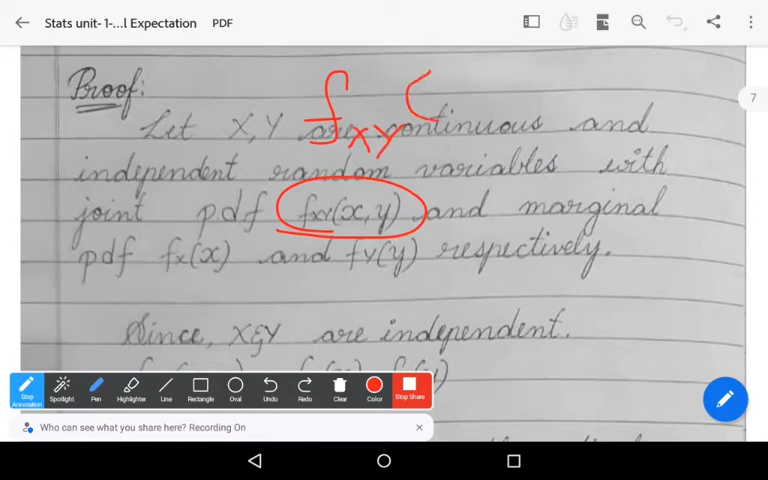 Stats unit- 1-...l Expectation PDF
7
Proof:
fXY(
Let X, Y are continuous and
independent random variables with
joint pdf fXY(x, y) and marginal
pdf fX(x) and fY(y) respectively.
Since, X&Y are independent.
Stop Annotation
Spotlight
Pen
Highlighter
Line
Rectangle
Oval
Undo
Redo
Clear
Color
Stop Share
Who can see what you share here? Recording On